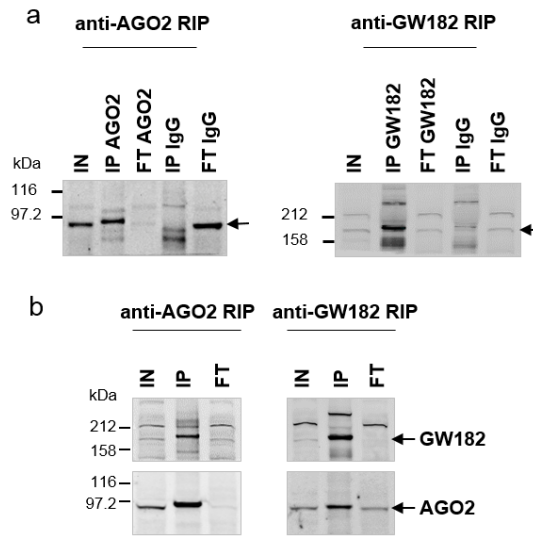 a
anti-AGO2 RIP
anti-GW182 RIP
kDa
IN
IP AGO2
FT AGO2
IP IgG
FT IgG
IN
IP GW182
FT GW182
IP IgG
FT IgG
116
97.2
212
158
b
anti-AGO2 RIP
anti-GW182 RIP
kDa
IN
IP
FT
IN
IP
FT
212
158
GW182
116
97.2
AGO2